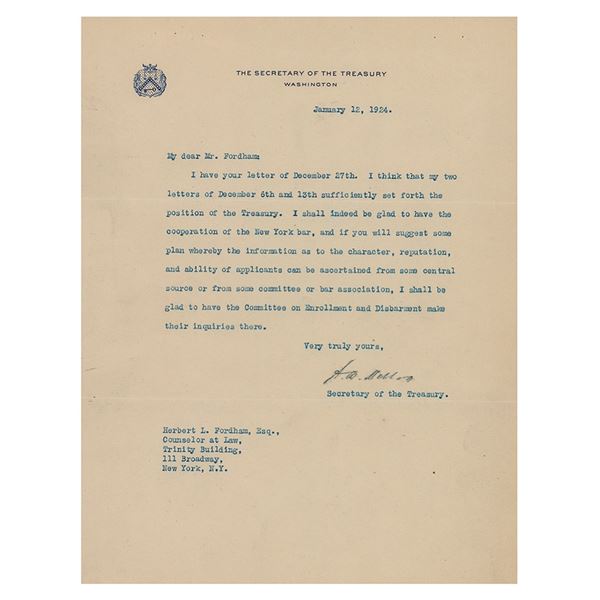 THE SECRETARY OF THE TREASURY
WASHINGTON
January 12, 1924.
My dear Mr. Fordham:
I have your letter of December 27th. I think that my two
letters of December 6th and 13th sufficiently set forth the
position of the Treasury. I shall indeed be glad to have the
cooperation of the New York bar, and if you will suggest some
plan whereby the information as to the character, reputation,
and ability of applicants can be ascertained from some central
source or from some committee or bar association, I shall be
glad to have the Committee on Enrollment and Disbarment make
their inquiries there.
Very truly yours,
A. W. Mellon
Secretary of the Treasury.
Herbert L. Fordham, Esq.,
Counselor at Law,
Trinity Building,
111 Broadway,
New York, N.Y.